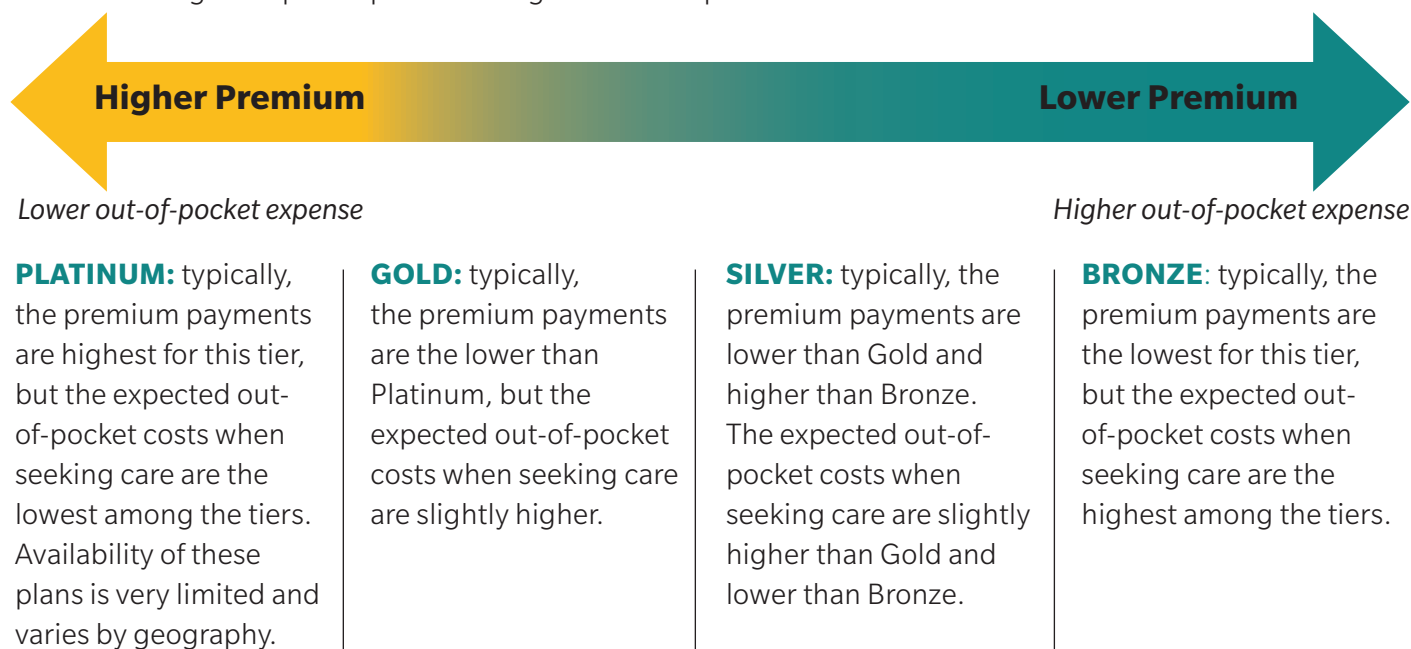 Higher Premium
Lower Premium
Lower out-of-pocket expense
Higher out-of-pocket expense
PLATINUM: typically,
the premium payments
are highest for this tier,
but the expected out-
of-pocket costs when
seeking care are the
lowest among the tiers.
Availability of these
plans is very limited and
varies by geography.
GOLD: typically,
the premium payments
are the lower than
Platinum, but the
expected out-of-pocket
costs when seeking care
are slightly higher.
SILVER: typically, the
premium payments are
lower than Gold and
higher than Bronze.
The expected out-of-
pocket costs when
seeking care are slightly
higher than Gold and
lower than Bronze.
BRONZE: typically, the
premium payments are
the lowest for this tier,
but the expected out-
of-pocket costs when
seeking care are the
highest among the tiers.